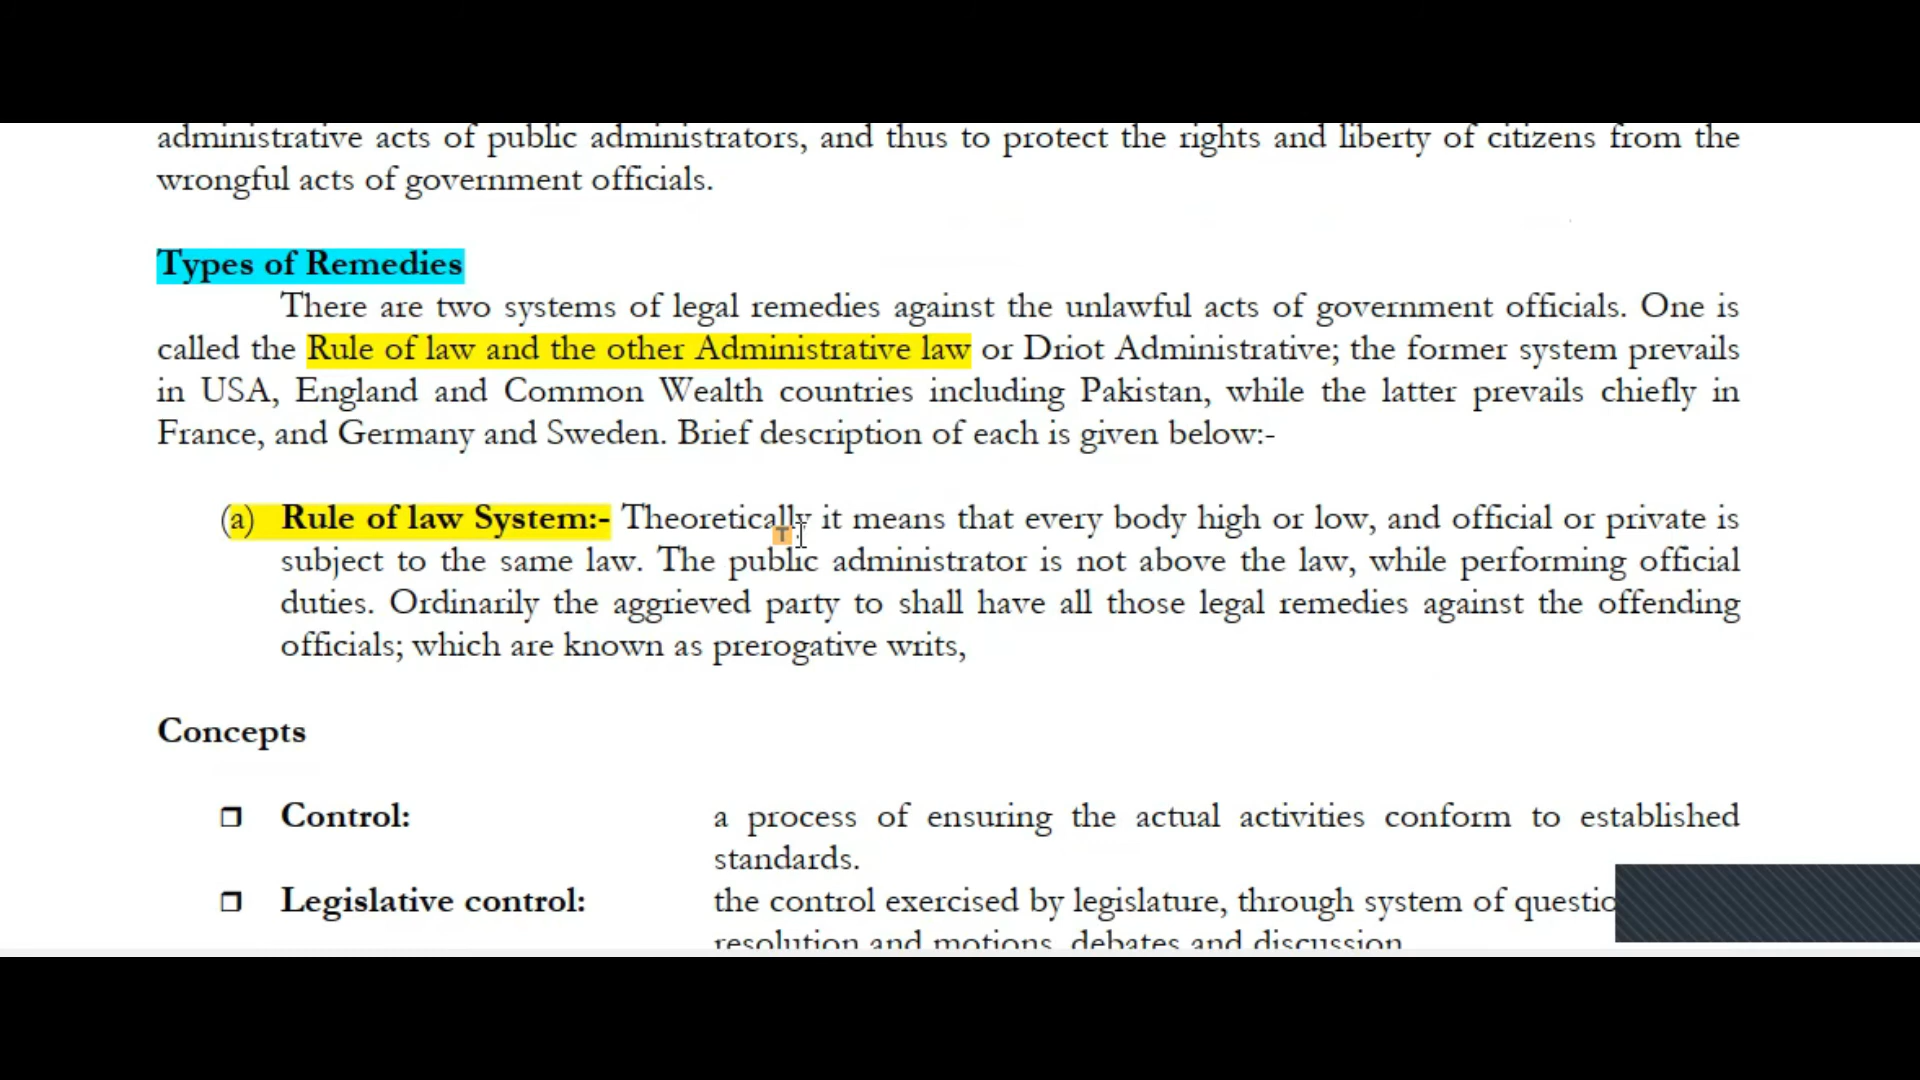 administrative acts of public administrators, and thus to protect the rights and liberty of citizens from the
wrongful acts of government officials.
Types of Remedies
There are two systems of legal remedies against the unlawful acts of government officials. One is
called the Rule of law and the other Administrative law or Driot Administrative; the former system prevails
in USA, England and Common Wealth countries including Pakistan, while the latter prevails chiefly in
France, and Germany and Sweden. Brief description of each is given below:-
(a) Rule of law System:- Theoretically it means that every body high or low, and official or private is
subject to the same law. The public administrator is not above the law, while performing official
duties. Ordinarily the aggrieved party to shall have all those legal remedies against the offending
officials; which are known as prerogative writs,
Concepts
❒ Control: a process of ensuring the actual activities conform to established
standards.
❒ Legislative control: the control exercised by legislature, through system of questio
resolution and motions, debates and discussion